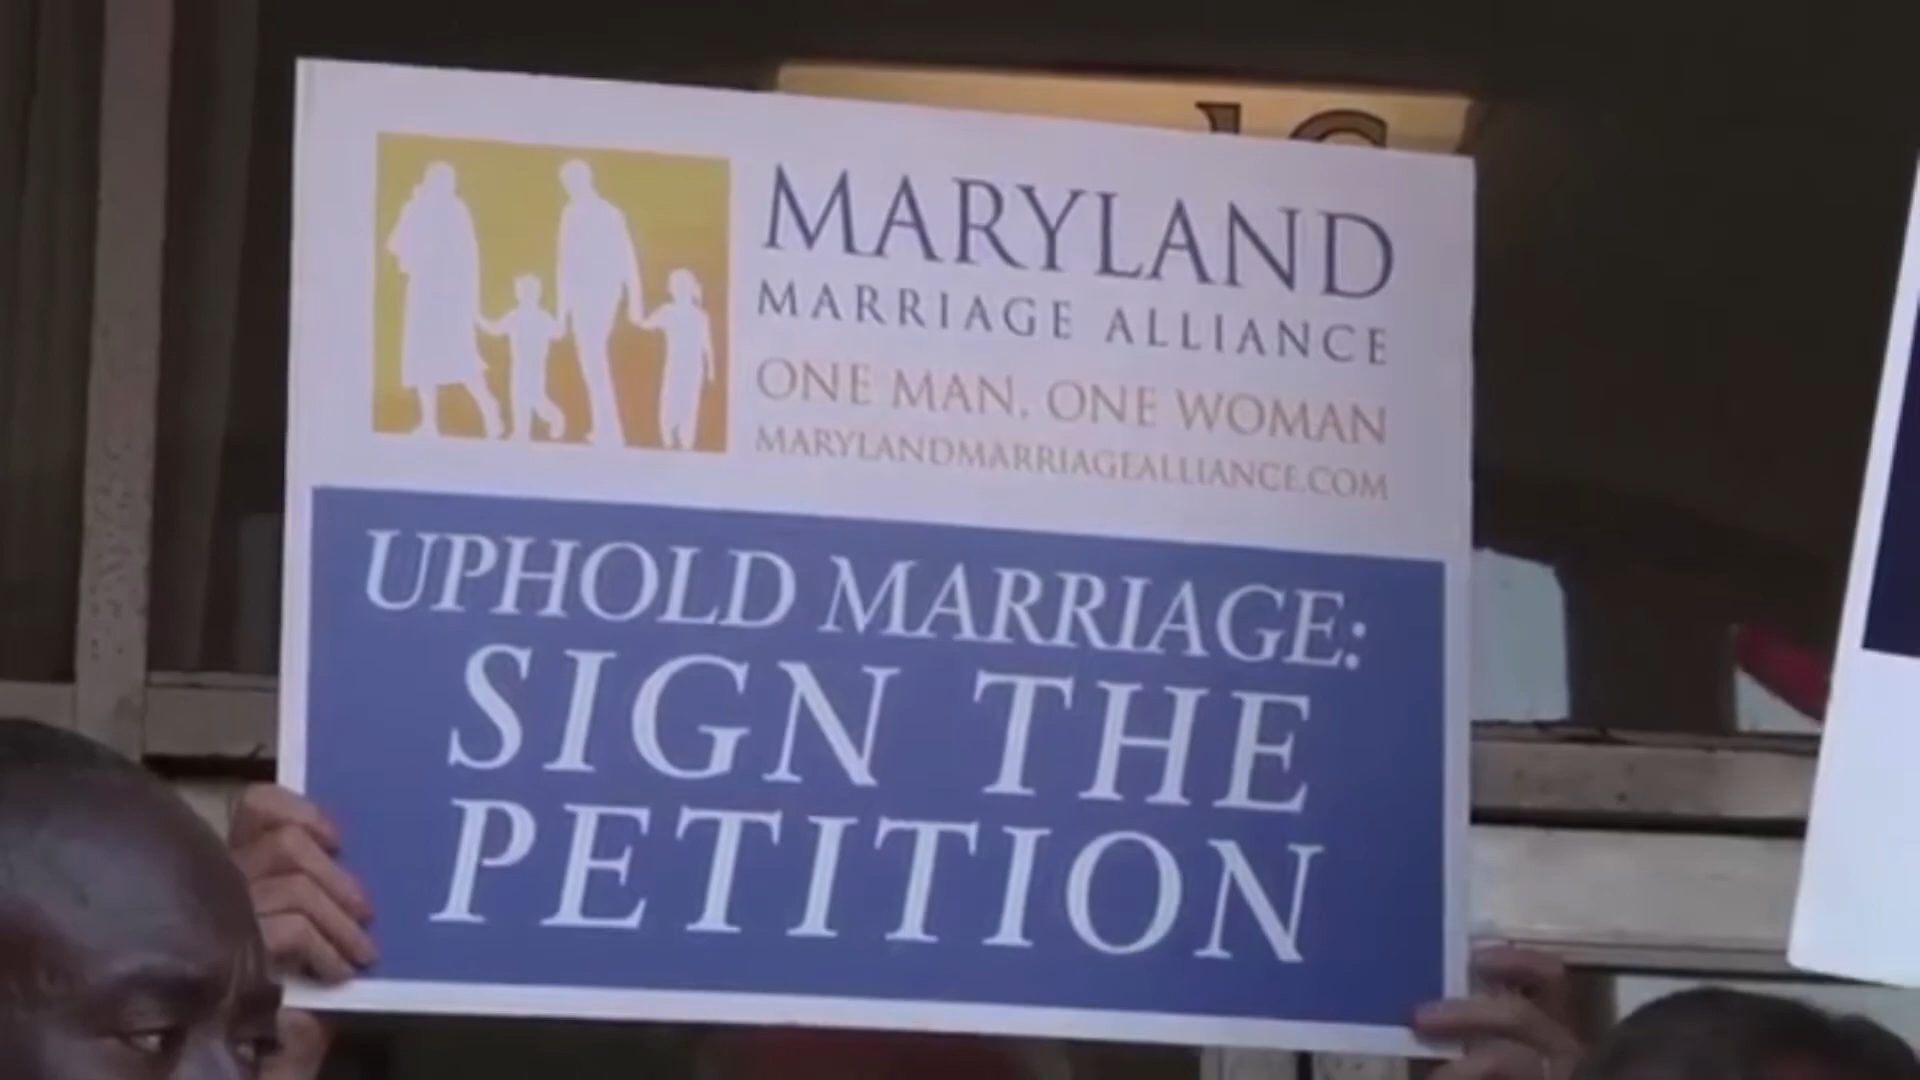 MARYLAND
MARRIAGE ALLIANCE
ONE MAN, ONE WOMAN
MARYLANDMARRIAGEALLIANCE.COM
UPHOLD MARRIAGE:
SIGN THE
PETITION